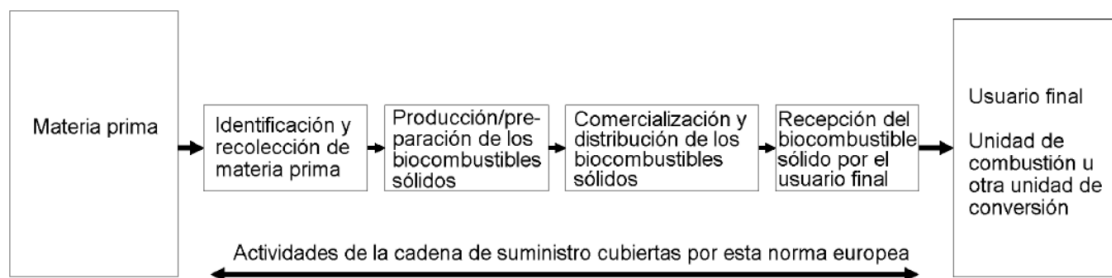 Materia prima
Identificación y
recolección de
materia prima
Producción/pre-
paración de los
biocombustibles
sólidos
Comercialización y
distribución de los
biocombustibles
sólidos
Recepción del
biocombustible
sólido por el
usuario final
Usuario final
Unidad de
combustión u
otra unidad de
conversión
Actividades de la cadena de suministro cubiertas por esta norma europea